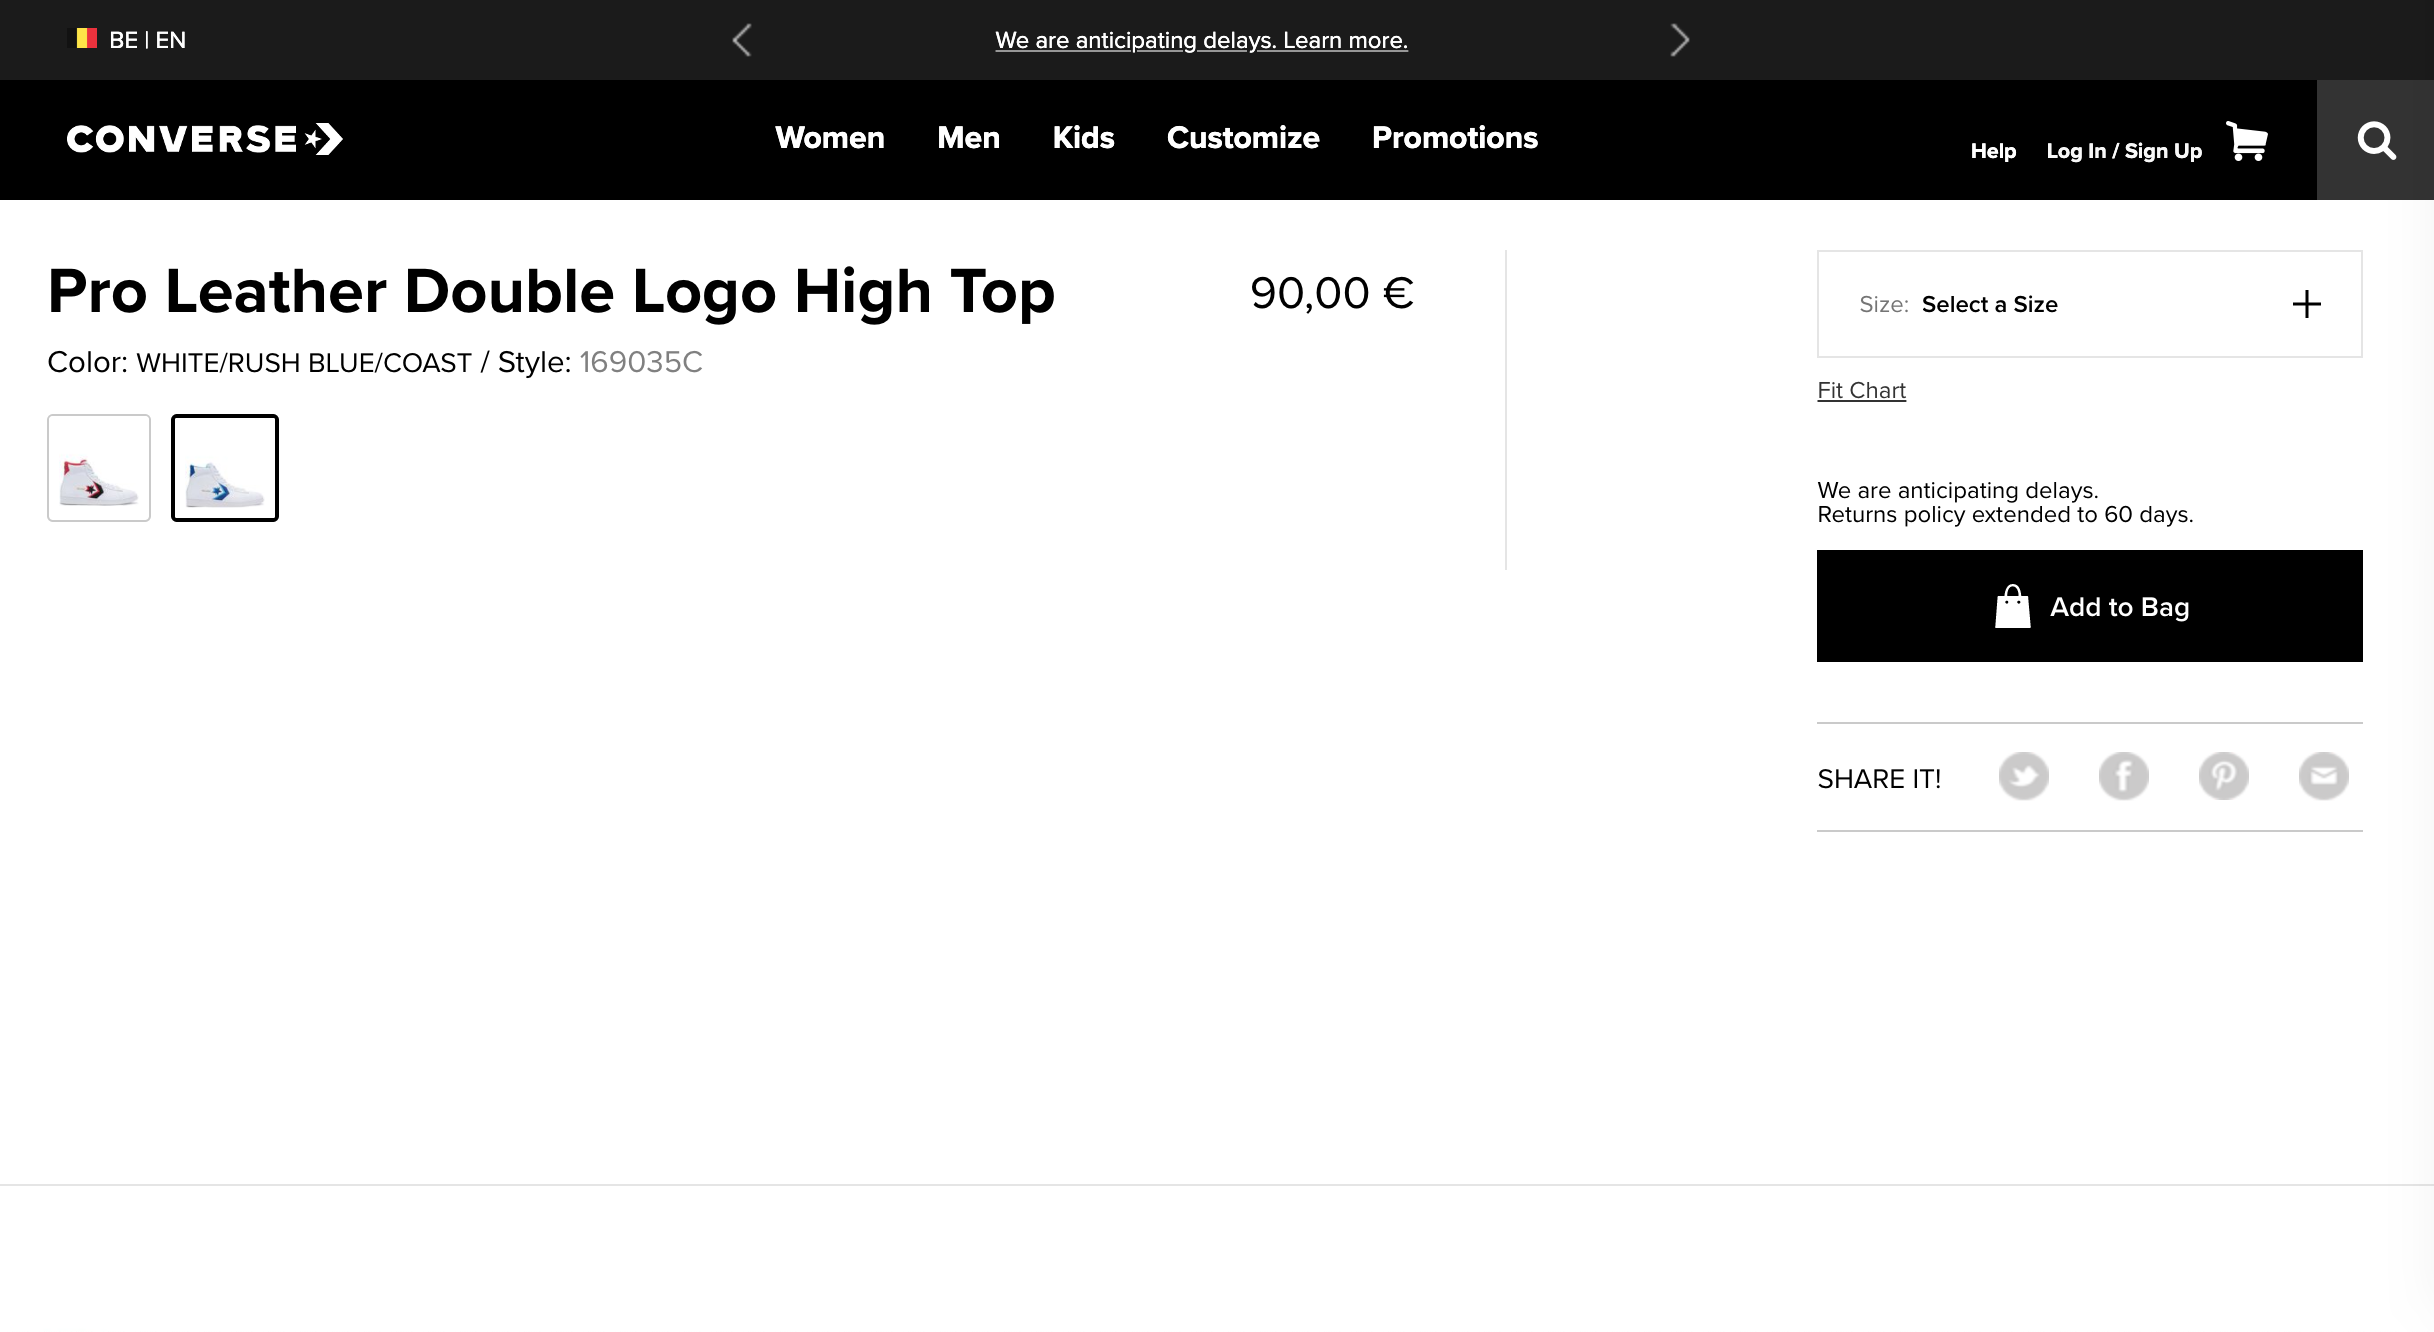 BE | EN
We are anticipating delays. Learn more.
CONVERSE
Women Men Kids Customize Promotions
Help Log In / Sign Up
Pro Leather Double Logo High Top
90,00 €
Color: WHITE/RUSH BLUE/COAST / Style: 169035C
Size: Select a Size
Fit Chart
We are anticipating delays.
Returns policy extended to 60 days.
Add to Bag
SHARE IT!